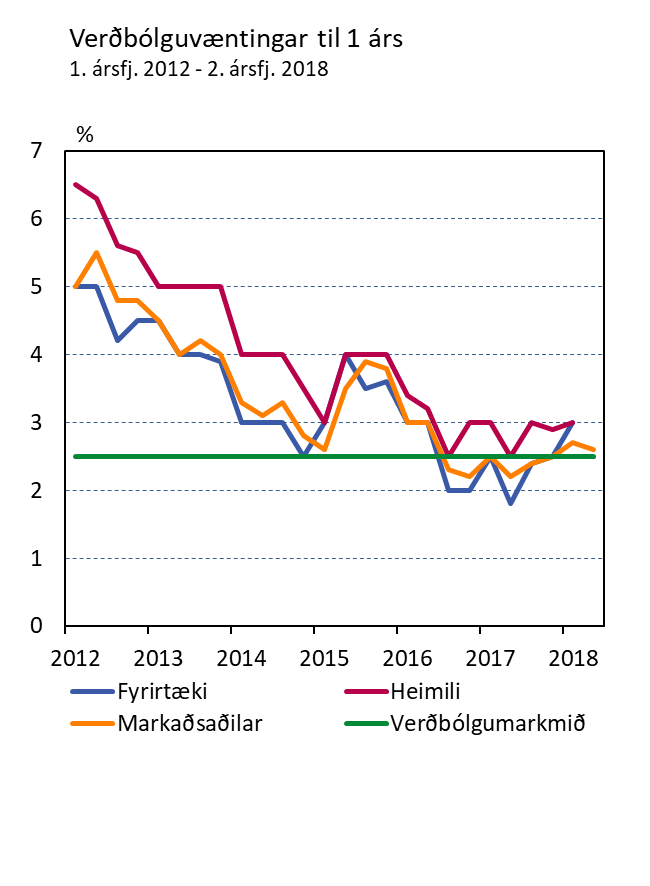 Verðbólguvæntingar til 1 árs
1. ársfj. 2012 - 2. ársfj. 2018
%
7
6
5
4
3
2
1
0
2012 2013 2014 2015 2016 2017 2018
Fyrirtæki Heimili
Markaðsaðilar Verðbólgumarkmið